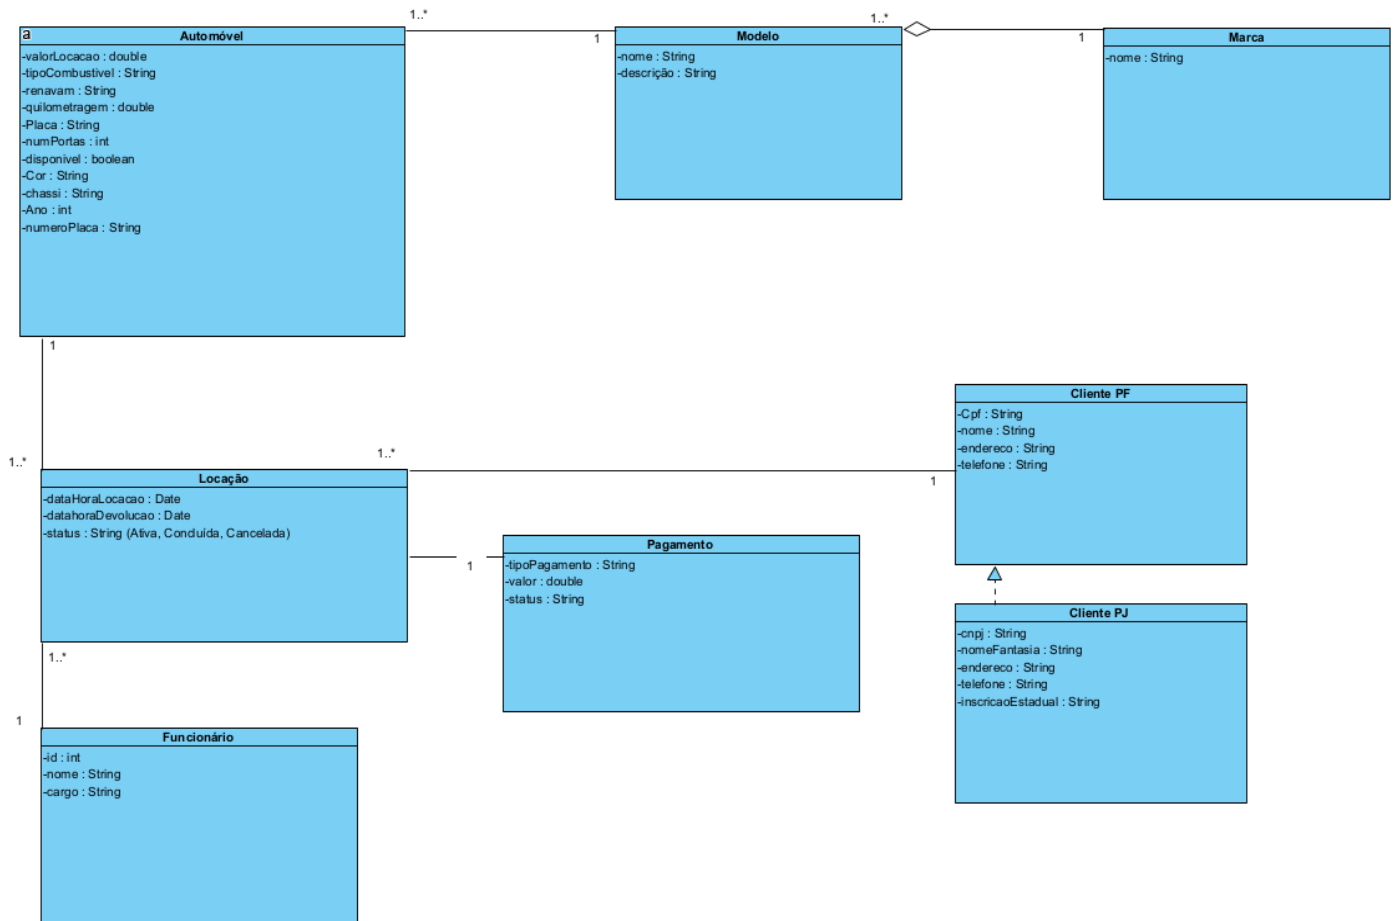 1..*
1..*
a
Automóvel
1
Modelo
1
Marca
-valorLocacao : double
-tipoCombustivel : String
-renavam : String
-quilometragem : double
-Placa : String
-numPortas : int
-disponivel : boolean
-Cor : String
-chassi : String
-Ano : int
-numeroPlaca : String
-nome : String
-descrição : String
-nome : String
1
1..*
1..*
1
Locação
-dataHoraLocacao : Date
-datahoraDevolucao : Date
-status : String (Ativa, Concluída, Cancelada)
Cliente PF
-Cpf : String
-nome : String
-endereco : String
-telefone : String
1
Pagamento
-tipoPagamento : String
-valor : double
-status : String
Cliente PJ
-cnpj : String
-nomeFantasia : String
-endereco : String
-telefone : String
-inscricaoEstadual : String
1..*
1
Funcionário
-id : int
-nome : String
-cargo : String